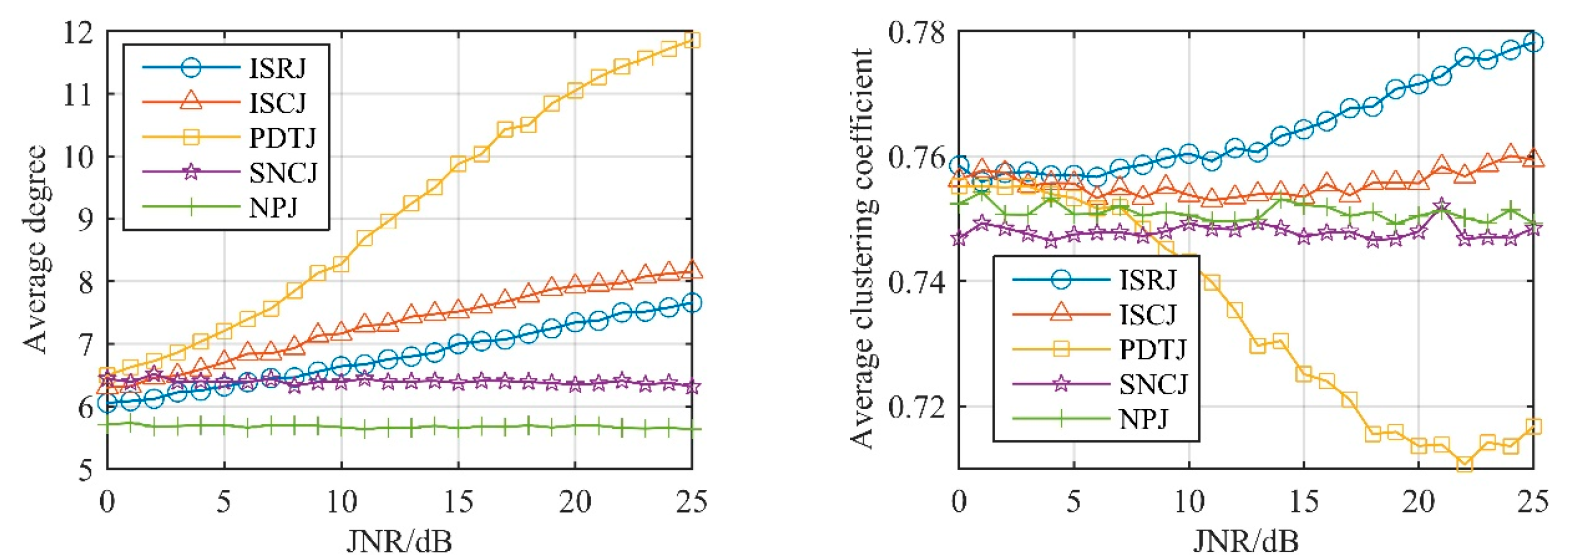 12
11
10
9
8
7
6
5
Average degree
ISRJ
ISCJ
PDTJ
SNCJ
NPJ
0 5 10 15 20 25
JNR/dB
0.78
0.76
0.74
0.72
Average clustering coefficient
ISRJ
ISCJ
PDTJ
SNCJ
NPJ
0 5 10 15 20 25
JNR/dB